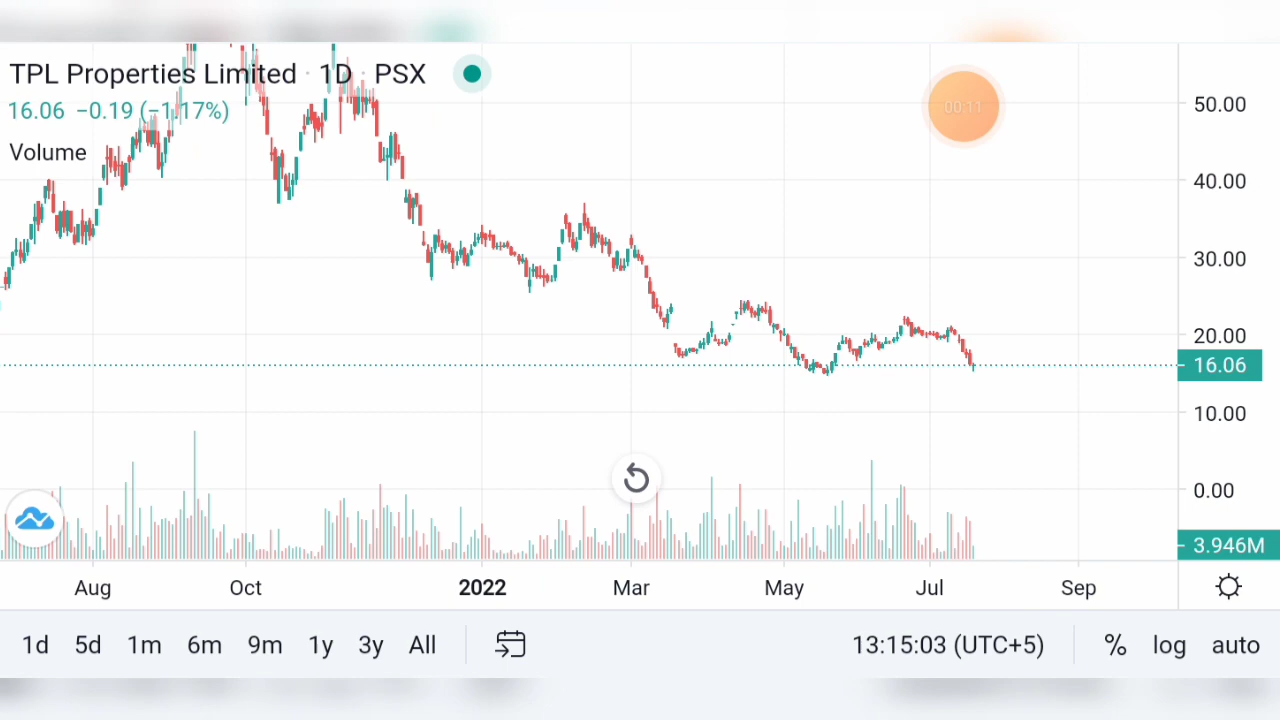 TPL Properties Limited · 1D · PSX
16.06 −0.19 (−1.17%)
Volume
00:11
50.00
40.00
30.00
20.00
16.06
10.00
0.00
3.946M
Aug Oct 2022 Mar May Jul Sep
1d 5d 1m 6m 9m 1y 3y All 13:15:03 (UTC+5) % log auto